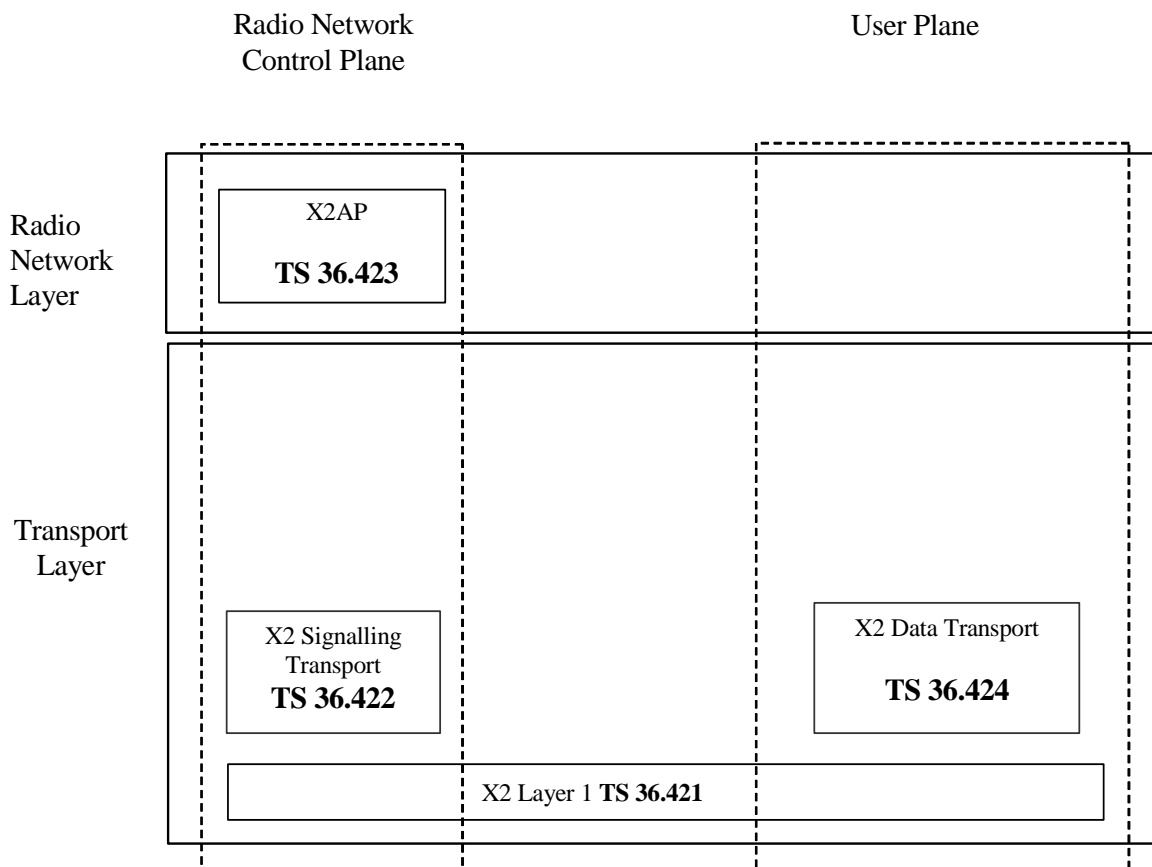 Radio Network
Control Plane
User Plane
X2AP
TS 36.423
Radio
Network
Layer
Transport
Layer
X2 Signalling
Transport
TS 36.422
X2 Data Transport
TS 36.424
X2 Layer 1 TS 36.421